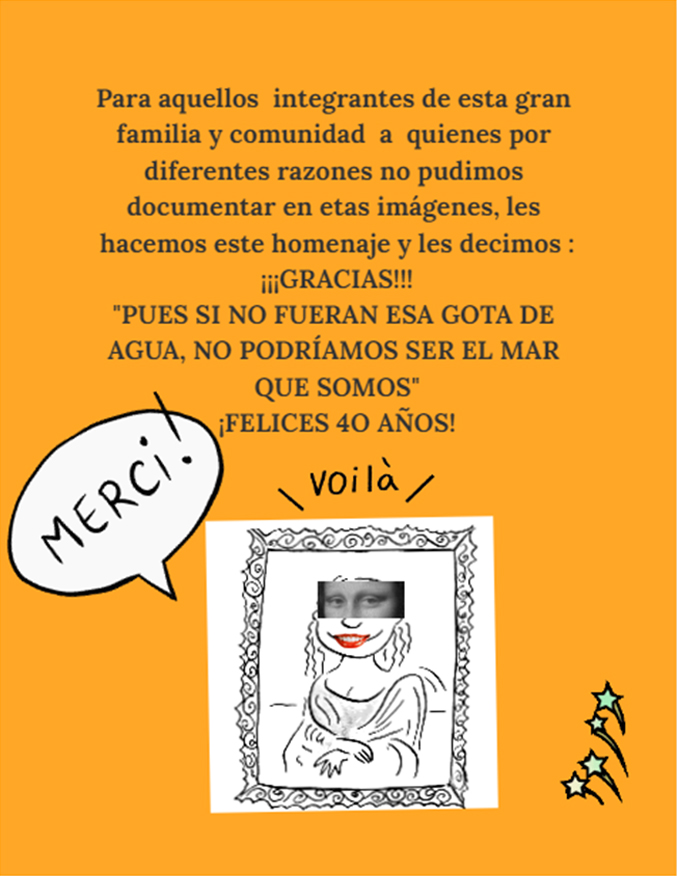 Para aquellos integrantes de esta gran
familia y comunidad a quienes por
diferentes razones no pudimos
documentar en etas imágenes, les
hacemos este homenaje y les decimos :
¡¡¡GRACIAS!!!
"PUES SI NO FUERAN ESA GOTA DE
AGUA, NO PODRÍAMOS SER EL MAR
QUE SOMOS"
¡FELICES 4O AÑOS!
MERCi!
voilà